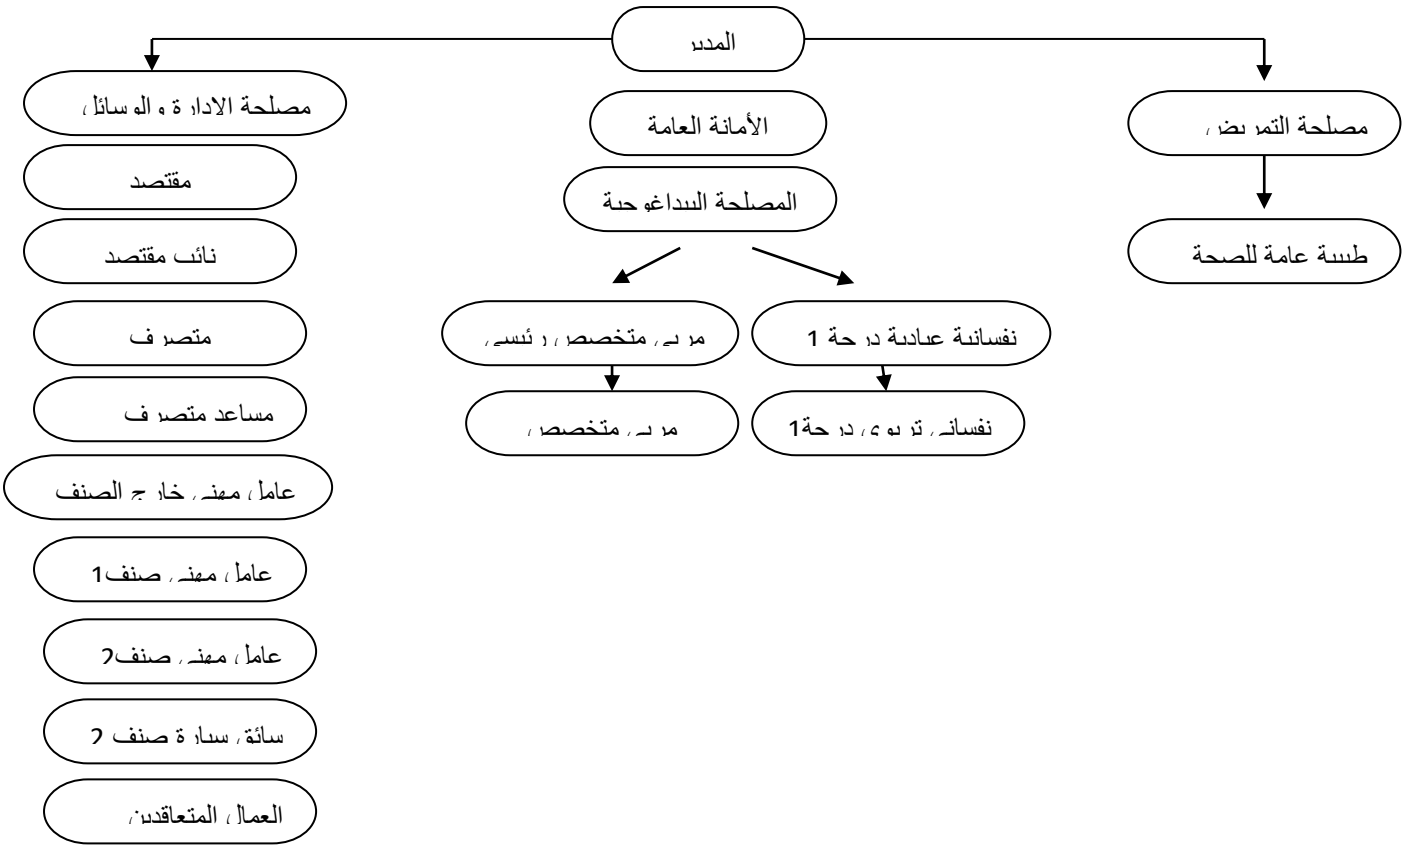 المدير
مصلحة الادارة والوسائل
الأمانة العامة
مصلحة التمريض
مقتصد
المصلحة البيداغوجية
نائب مقتصد
طبيبة عامة للصحة
متصرف
مربي متخصص رئيسي
نفسانية عيادية درجة 1
مساعد متصرف
مربي متخصص
نفساني تربوي درجة1
عامل مهني خارج الصنف
عامل مهني صنف1
عامل مهني صنف2
سائق سيارة صنف 2
العمال المتعاقدين